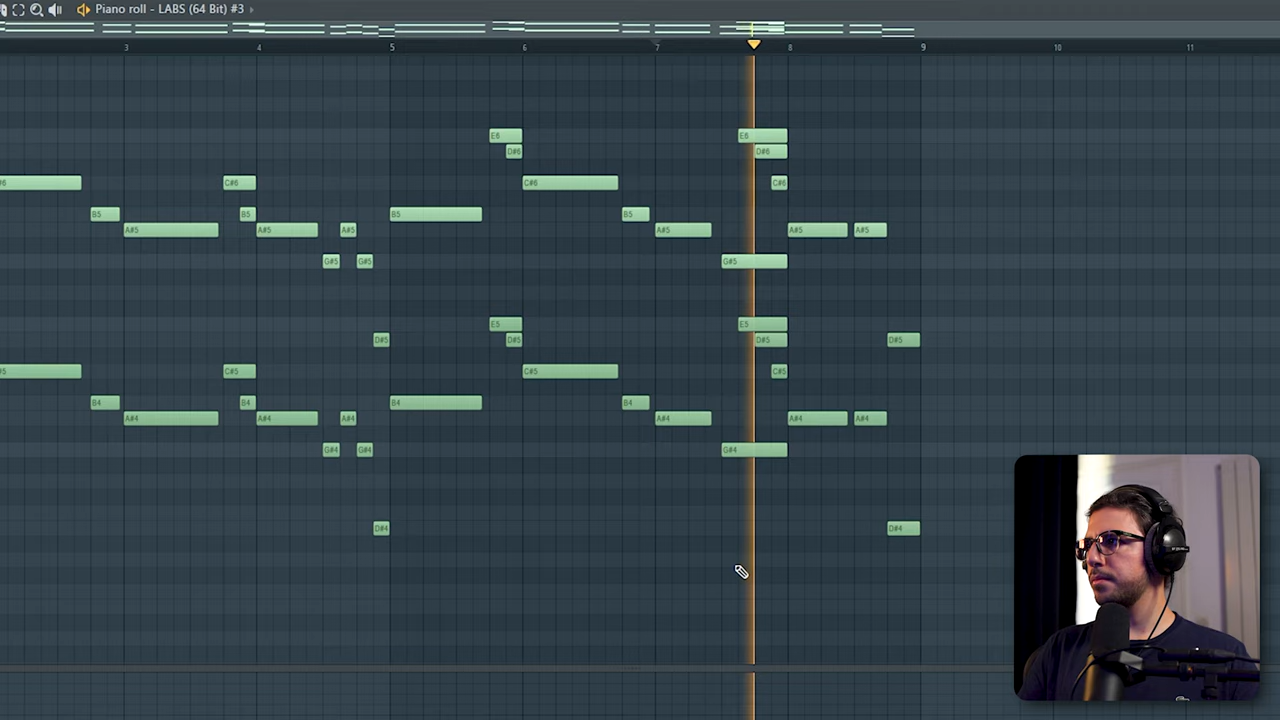 Piano roll - LABS (64 Bit) #3
3 4 5 6 7 8 9 10 11
E6 E6
D#6 D#6
#6 C#6 C#6 C#6
B5 B5 B5 B5
A#5 A#5 A#5 A#5 A#5 A#5
G#5 G#5 G#5
E5 E5
D#5 D#5 D#5 D#5
#5 C#5 C#5 C#5
B4 B4 B4 B4
A#4 A#4 A#4 A#4 A#4 A#4
G#4 G#4 G#4
D#4 D#4